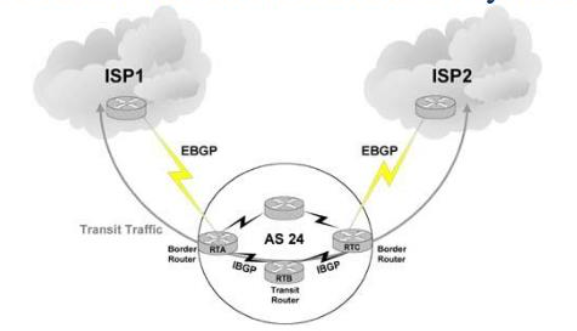 ISP1
ISP2
EBGP
EBGP
Transit Traffic
AS 24
RTA
RTC
Border
Router
Border
Router
IBGP
IBGP
RTB
Transit
Router